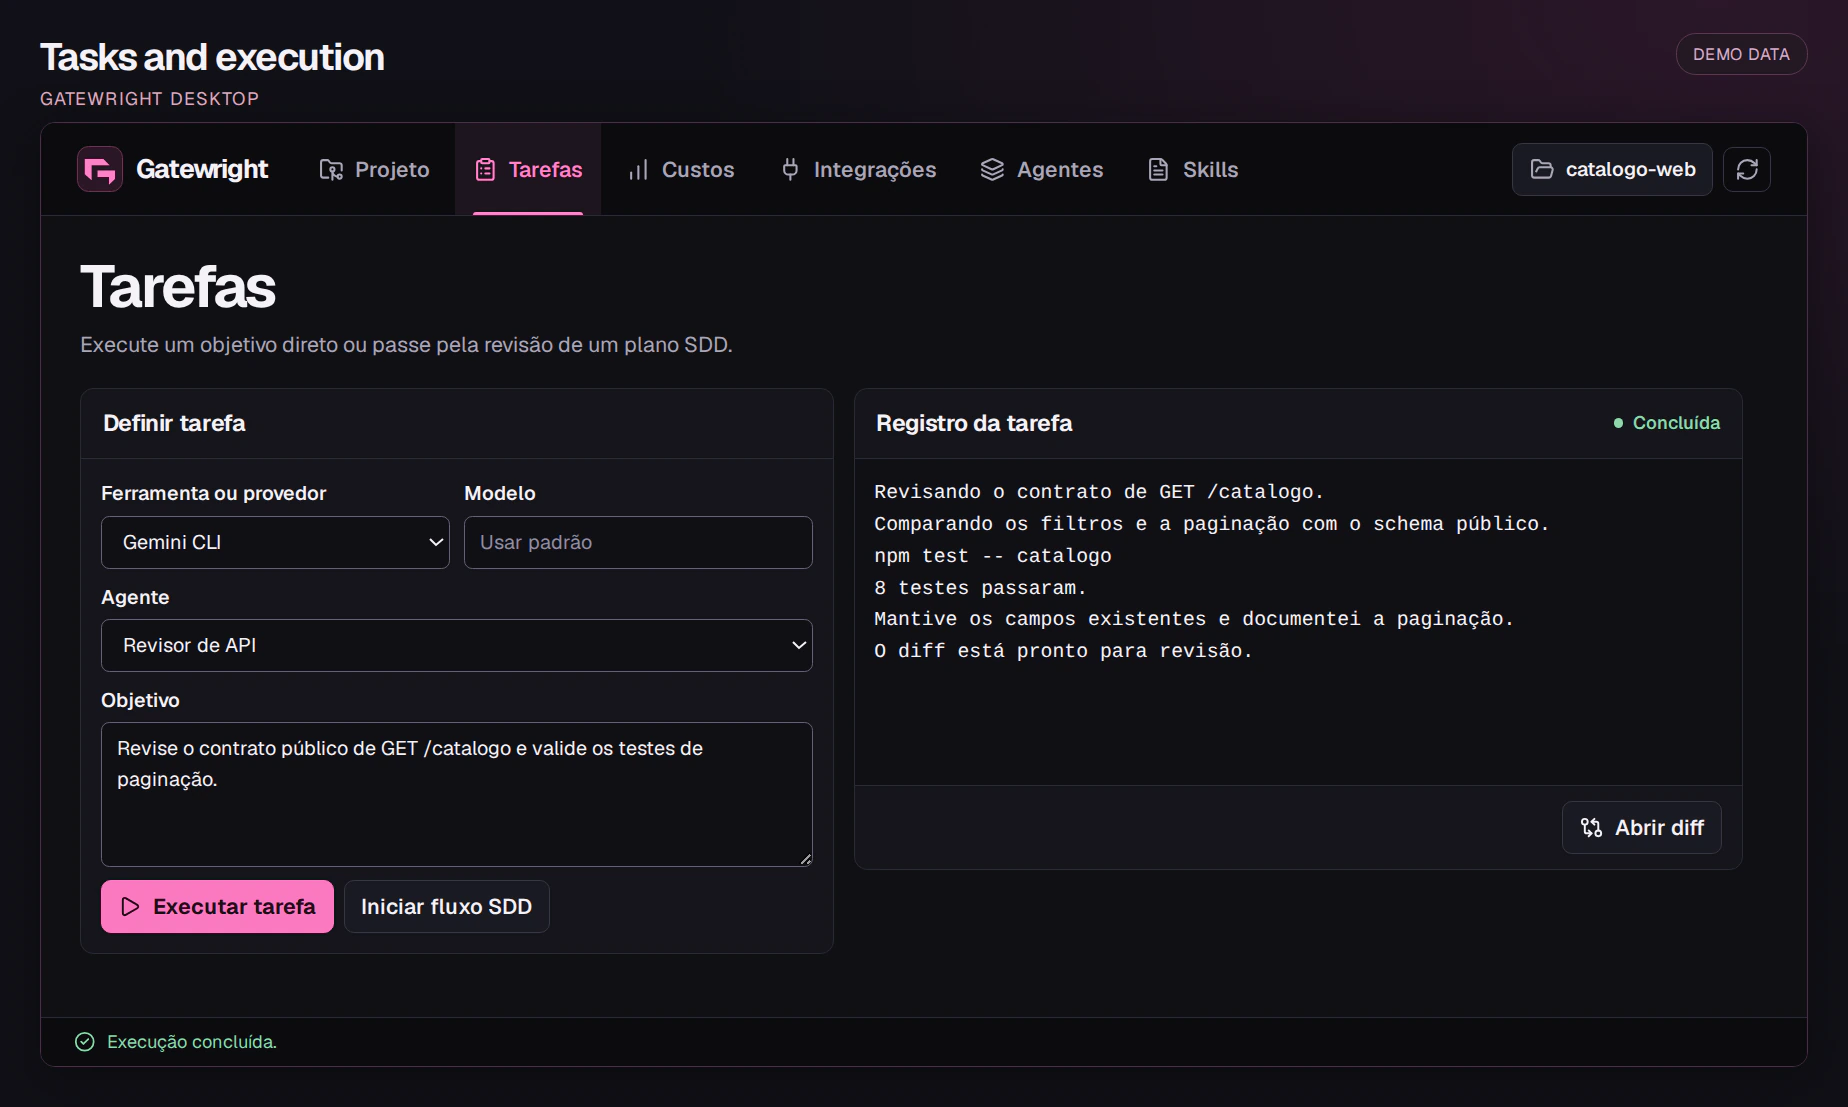 Tasks and execution
DEMO DATA
GATEWRIGHT DESKTOP
Gatewright
Projeto
Tarefas
Custos
Integrações
Agentes
Skills
catalogo-web
Tarefas
Execute um objetivo direto ou passe pela revisão de um plano SDD.
Definir tarefa
Ferramenta ou provedor
Modelo
Gemini CLI
Usar padrão
Agente
Revisor de API
Objetivo
Revise o contrato público de GET /catalogo e valide os testes de
paginação.
Executar tarefa
Iniciar fluxo SDD
Registro da tarefa
Concluída
Revisando o contrato de GET /catalogo.
Comparando os filtros e a paginação com o schema público.
npm test -- catalogo
8 testes passaram.
Mantive os campos existentes e documentei a paginação.
O diff está pronto para revisão.
Abrir diff
Execução concluída.